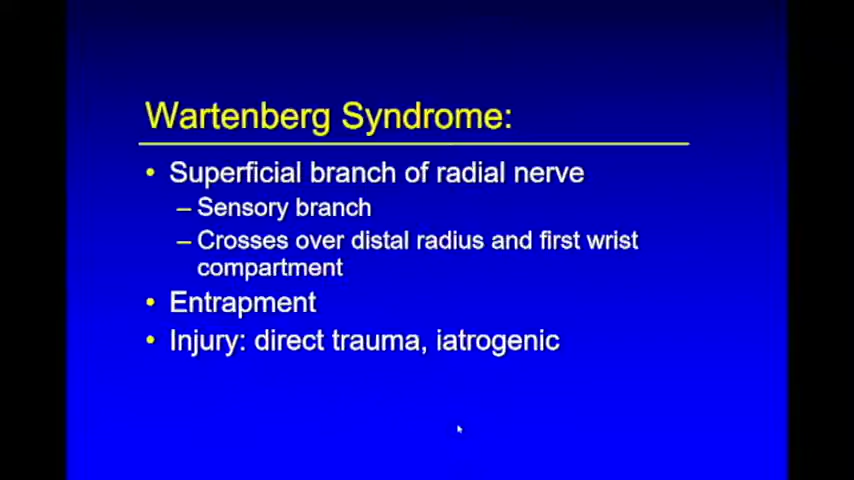 Wartenberg Syndrome:
• Superficial branch of radial nerve
– Sensory branch
– Crosses over distal radius and first wrist
compartment
• Entrapment
• Injury: direct trauma, iatrogenic